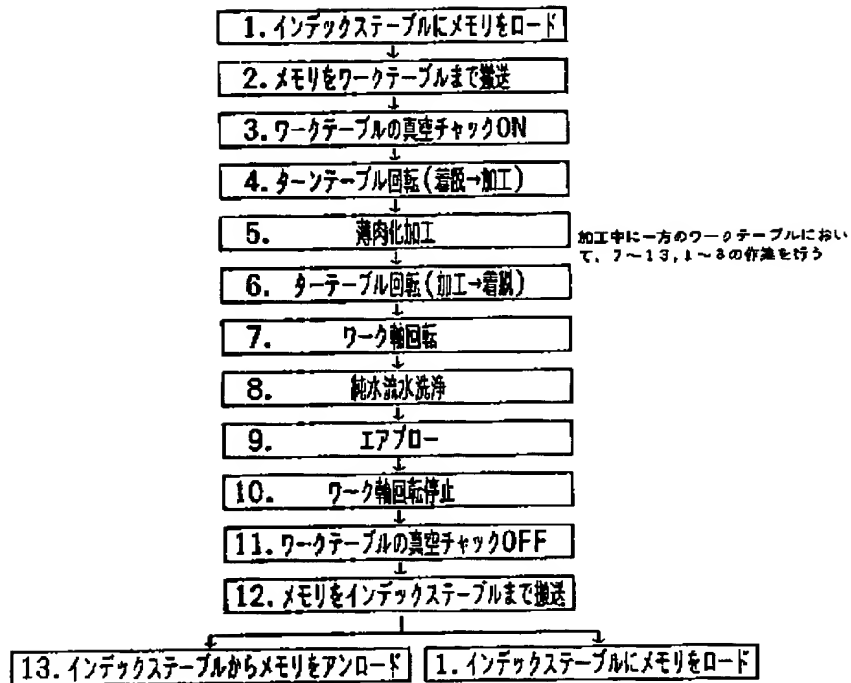 1. インデックステーブルにメモリをロード
2. メモリをワークテーブルまで搬送
3. ワークテーブルの真空チャックON
4. ターンテーブル回転(着脱→加工)
5. 薄肉化加工
加工中に一方のワークテーブルにおい
て、7~13,1~3の作業を行う
6. ターテーブル回転(加工→着脱)
7. ワーク軸回転
8. 純水流水洗浄
9. エアブロー
10. ワーク軸回転停止
11. ワークテーブルの真空チャックOFF
12. メモリをインデックステーブルまで搬送
13. インデックステーブルからメモリをアンロード
1. インデックステーブルにメモリをロード